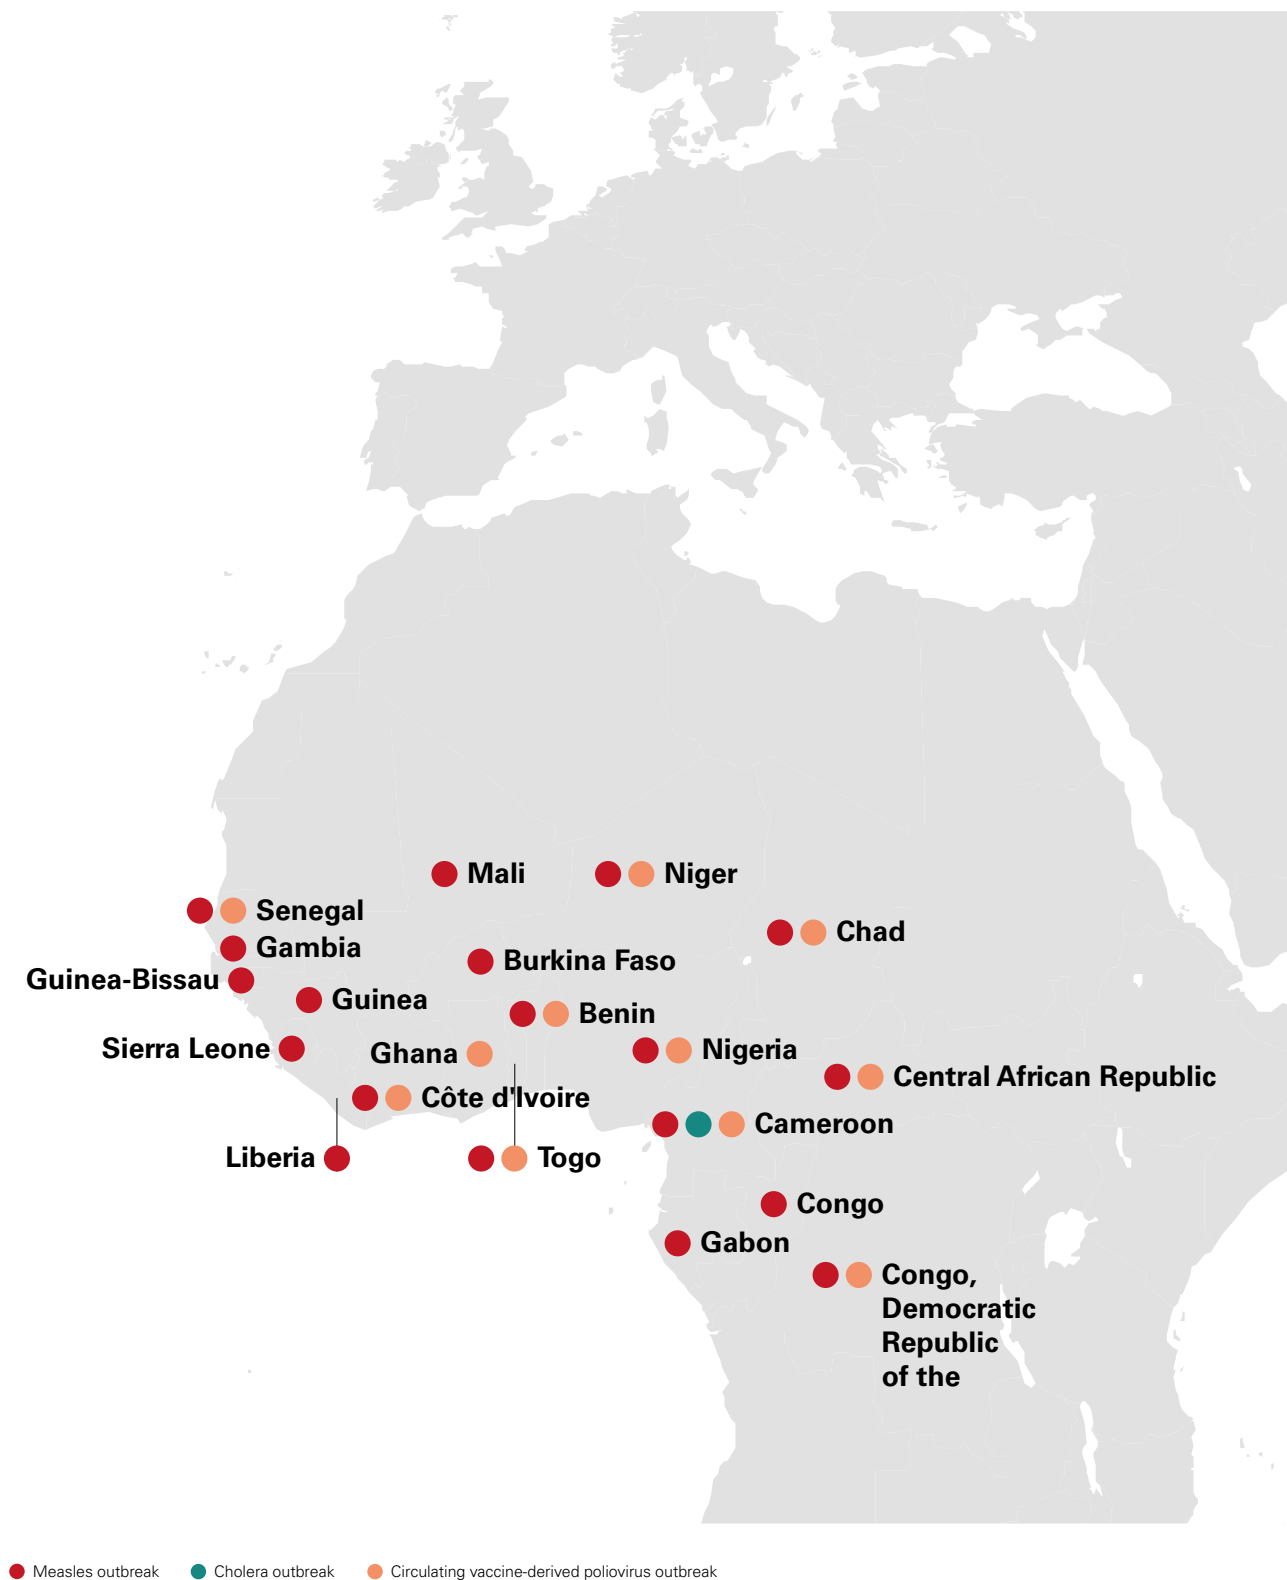 Mali
Niger
Senegal
Chad
Gambia
Burkina Faso
Guinea-Bissau
Guinea
Benin
Sierra Leone
Ghana
Nigeria
Central African Republic
Côte d'Ivoire
Cameroon
Liberia
Togo
Congo
Gabon
Congo,
Democratic
Republic
of the
Measles outbreak
Cholera outbreak
Circulating vaccine-derived poliovirus outbreak